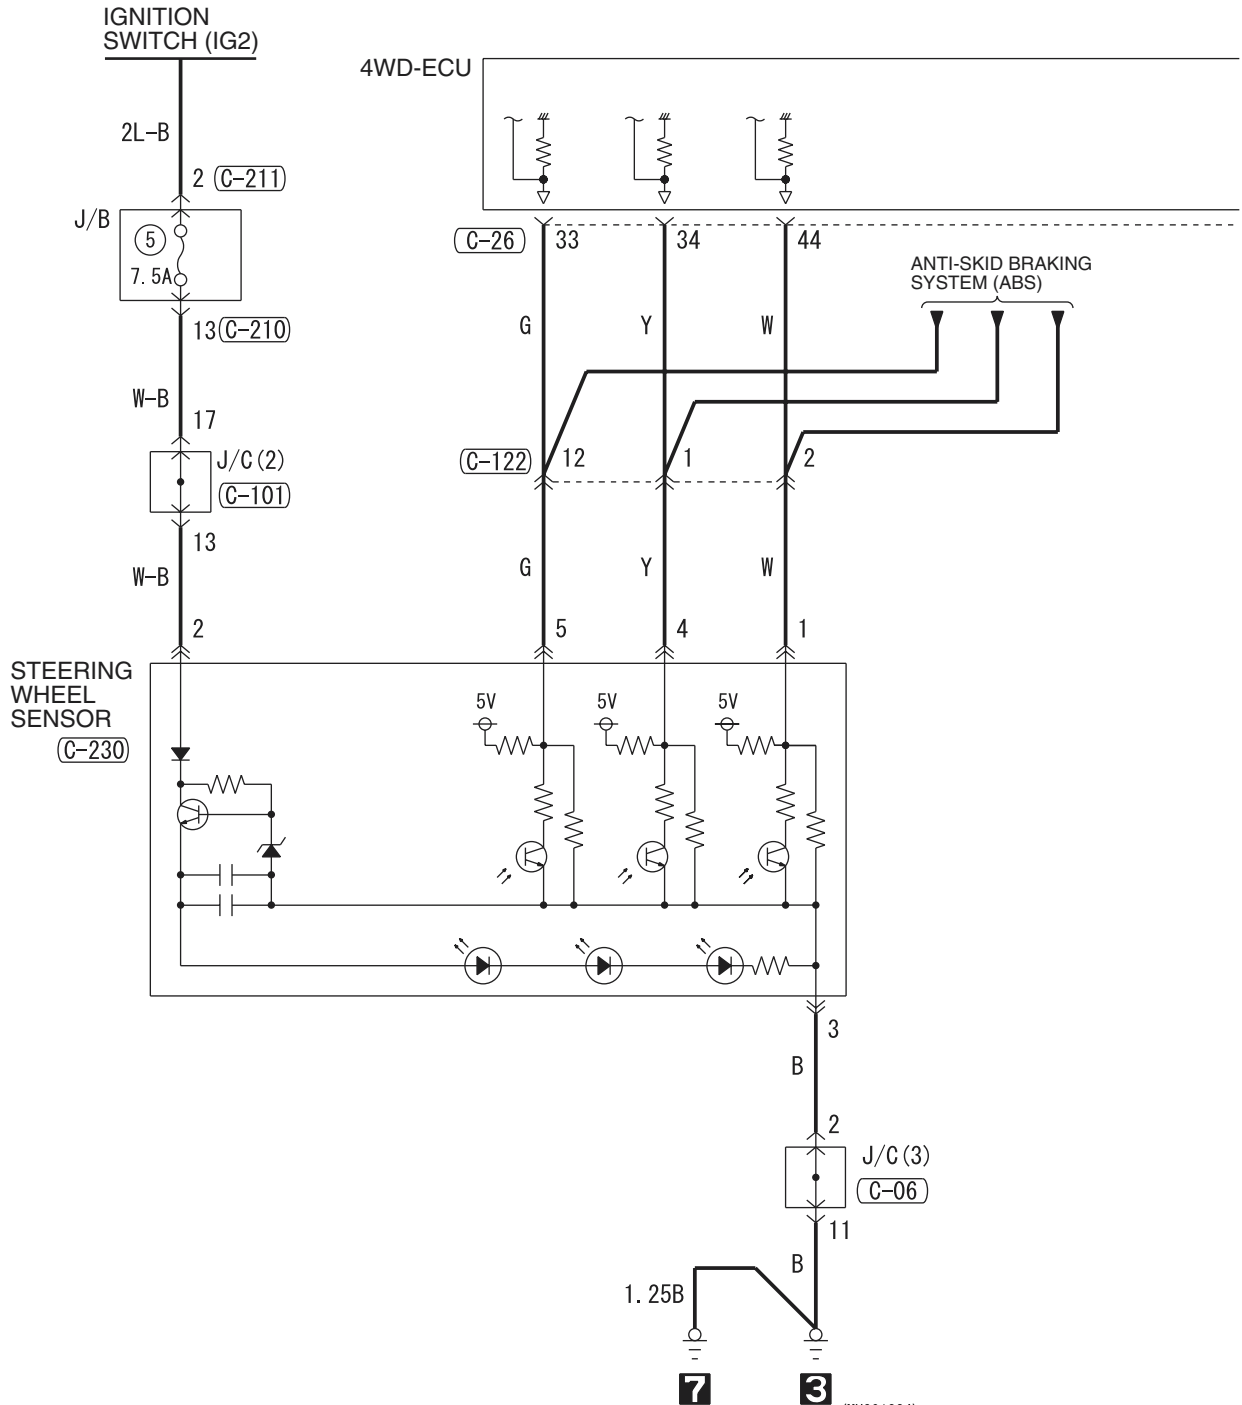 IGNITION
SWITCH (IG2)
4WD-ECU
2L-B
2 C-211
J/B
5
7.5A
C-26 33 34 44
ANTI-SKID BRAKING
SYSTEM (ABS)
13 C-210
G Y W
W-B
17
J/C(2)
C-122 12 1 2
C-101
13
W-B G Y W
2 5 4 1
STEERING
WHEEL
SENSOR
C-230
5V 5V 5V
3
B
2
J/C(3)
C-06
11
B
1.25B
7 3